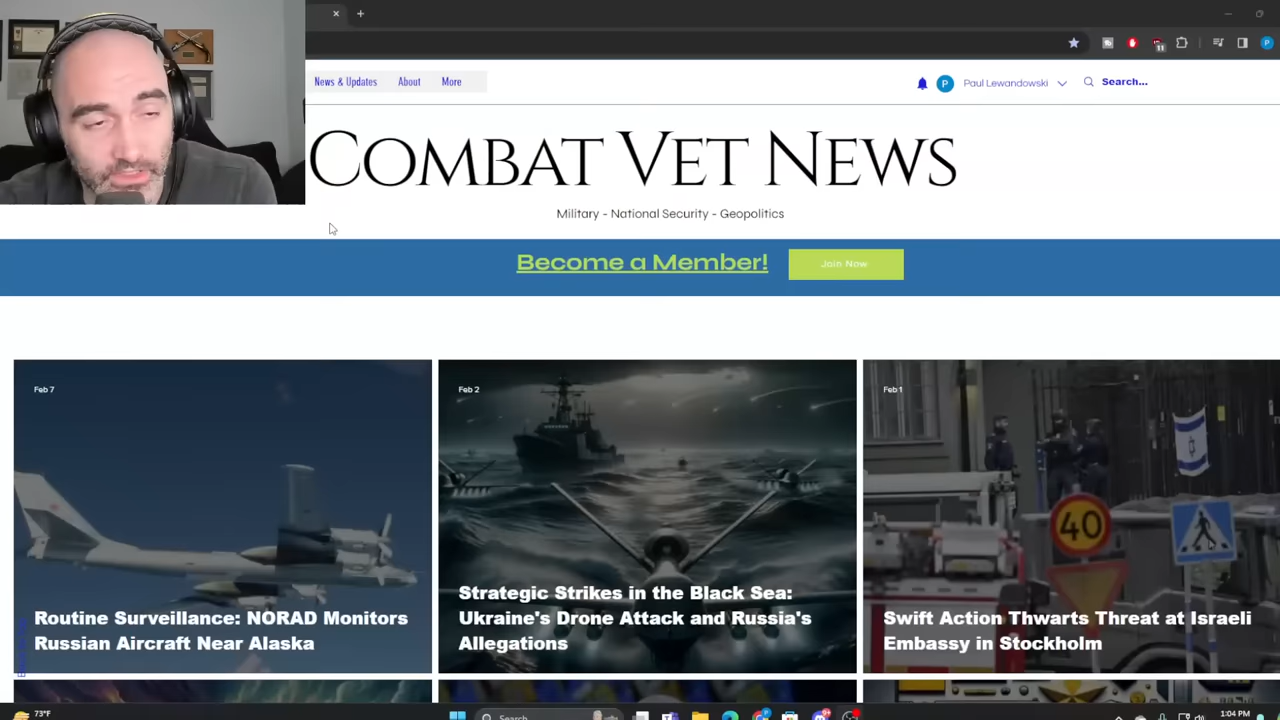 News & Updates
About
More
P
Paul Lewandowski
Search...
COMBAT VET NEWS
Military - National Security - Geopolitics
Become a Member!
Join Now
Feb 7
Routine Surveillance: NORAD Monitors
Russian Aircraft Near Alaska
Feb 2
Strategic Strikes in the Black Sea:
Ukraine's Drone Attack and Russia's
Allegations
Feb 1
40
Swift Action Thwarts Threat at Israeli
Embassy in Stockholm
73°F
Search
1:04 PM